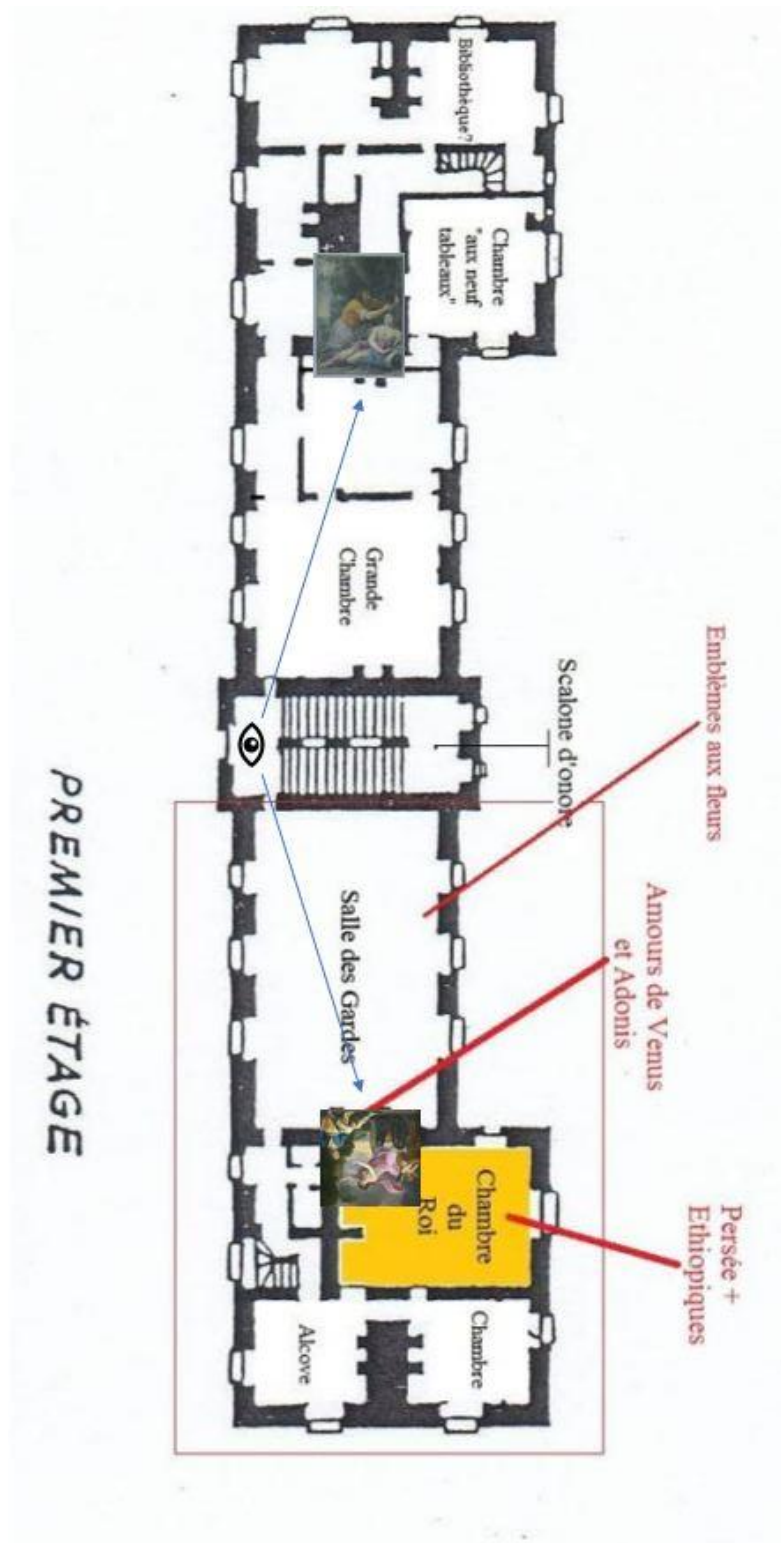 Emblèmes aux fleurs
Amours de Venus
et Adonis
Persée +
Ethiopiques
Scalone d'onore
Bibliothèque?
Chambre
"aux neuf
tableaux"
Grande
Chambre
Salle des Gardes
Chambre
du
Roi
Chambre
Alcove
PREMIER ÉTAGE